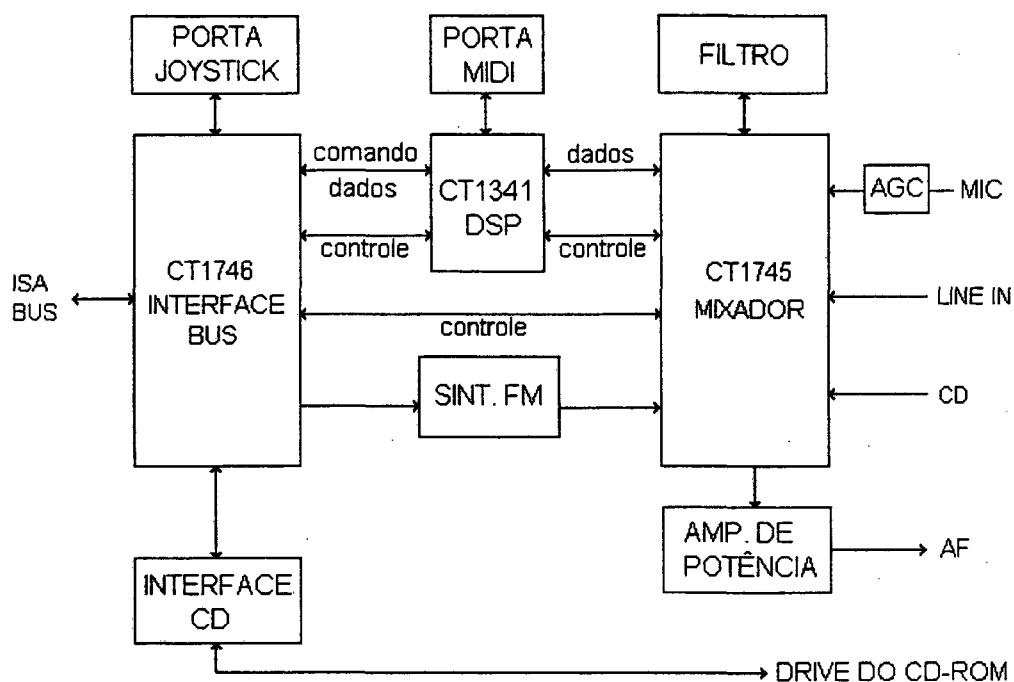 PORTA
JOYSTICK
PORTA
MIDI
FILTRO
comando
dados
controle
CT1341
DSP
dados
controle
AGC
MIC
ISA
BUS
CT1746
INTERFACE
BUS
CT1745
MIXADOR
LINE IN
controle
SINT. FM
CD
AMP. DE
POTÊNCIA
AF
INTERFACE
CD
DRIVE DO CD-ROM